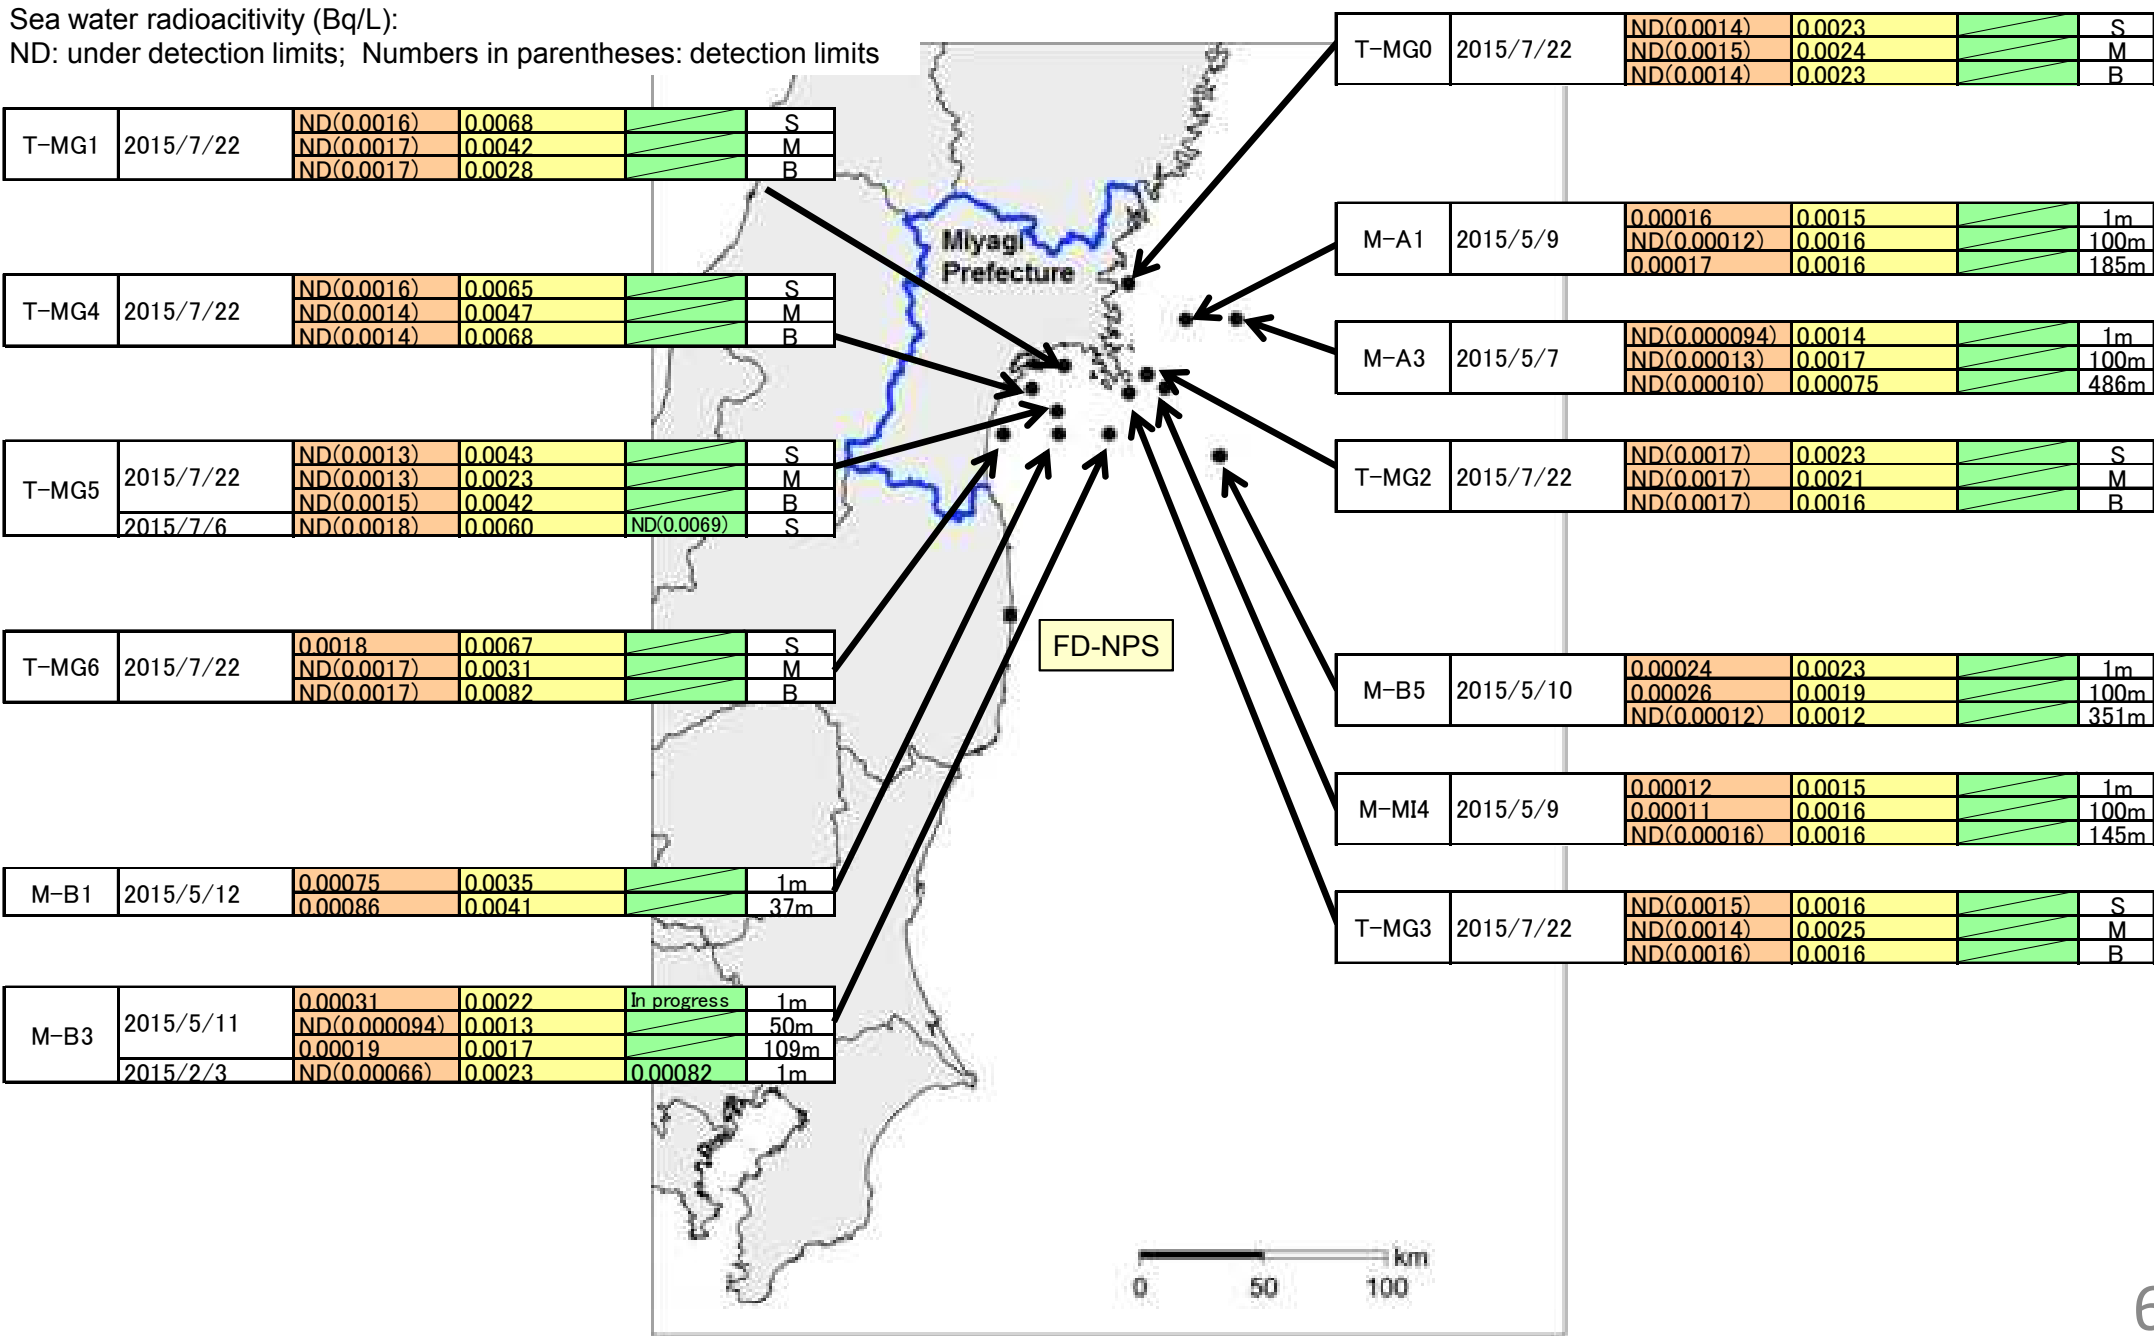 Sea water radioacitivity (Bq/L):
ND: under detection limits; Numbers in parentheses: detection limits
T-MG1 2015/7/22 ND(0.0016) 0.0068 S
ND(0.0017) 0.0042 M
ND(0.0017) 0.0028 B
T-MG4 2015/7/22 ND(0.0016) 0.0065 S
ND(0.0014) 0.0047 M
ND(0.0014) 0.0068 B
T-MG5 2015/7/22 ND(0.0013) 0.0043 S
ND(0.0013) 0.0023 M
ND(0.0015) 0.0042 B
2015/7/6 ND(0.0018) 0.0060 ND(0.0069) S
T-MG6 2015/7/22 0.0018 0.0067 S
ND(0.0017) 0.0031 M
ND(0.0017) 0.0082 B
M-B1 2015/5/12 0.00075 0.0035 1m
0.00086 0.0041 37m
M-B3 2015/5/11 0.00031 0.0022 In progress 1m
ND(0.000094) 0.0013 50m
0.00019 0.0017 109m
2015/2/3 ND(0.00066) 0.0023 0.00082 1m
Miyagi
Prefecture
FD-NPS
T-MG0 2015/7/22 ND(0.0014) 0.0023 S
ND(0.0015) 0.0024 M
ND(0.0014) 0.0023 B
M-A1 2015/5/9 0.00016 0.0015 1m
ND(0.00012) 0.0016 100m
0.00017 0.0016 185m
M-A3 2015/5/7 ND(0.000094) 0.0014 1m
ND(0.00013) 0.0017 100m
ND(0.00010) 0.00075 486m
T-MG2 2015/7/22 ND(0.0017) 0.0023 S
ND(0.0017) 0.0021 M
ND(0.0017) 0.0016 B
M-B5 2015/5/10 0.00024 0.0023 1m
0.00026 0.0019 100m
ND(0.00012) 0.0012 351m
M-MI4 2015/5/9 0.00012 0.0015 1m
0.00011 0.0016 100m
ND(0.00016) 0.0016 145m
T-MG3 2015/7/22 ND(0.0015) 0.0016 S
ND(0.0014) 0.0025 M
ND(0.0016) 0.0016 B
km
0 50 100
6